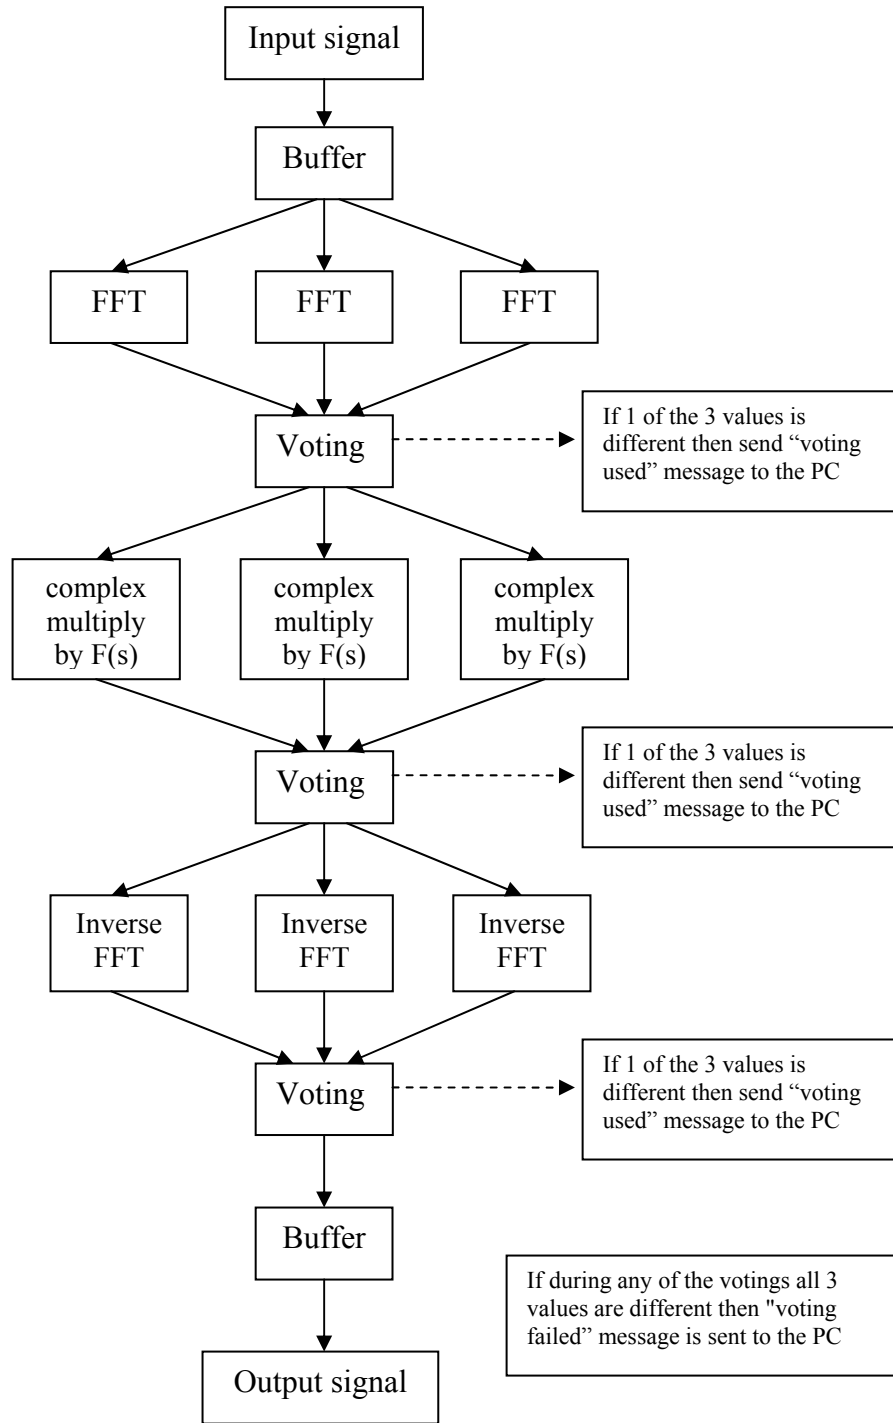 Input signal
Buffer
FFT
FFT
FFT
Voting
If 1 of the 3 values is
different then send “voting
used” message to the PC
complex
multiply
by F(s)
complex
multiply
by F(s)
complex
multiply
by F(s)
Voting
If 1 of the 3 values is
different then send “voting
used” message to the PC
Inverse
FFT
Inverse
FFT
Inverse
FFT
Voting
If 1 of the 3 values is
different then send “voting
used” message to the PC
Buffer
If during any of the votings all 3
values are different then "voting
failed” message is sent to the PC
Output signal